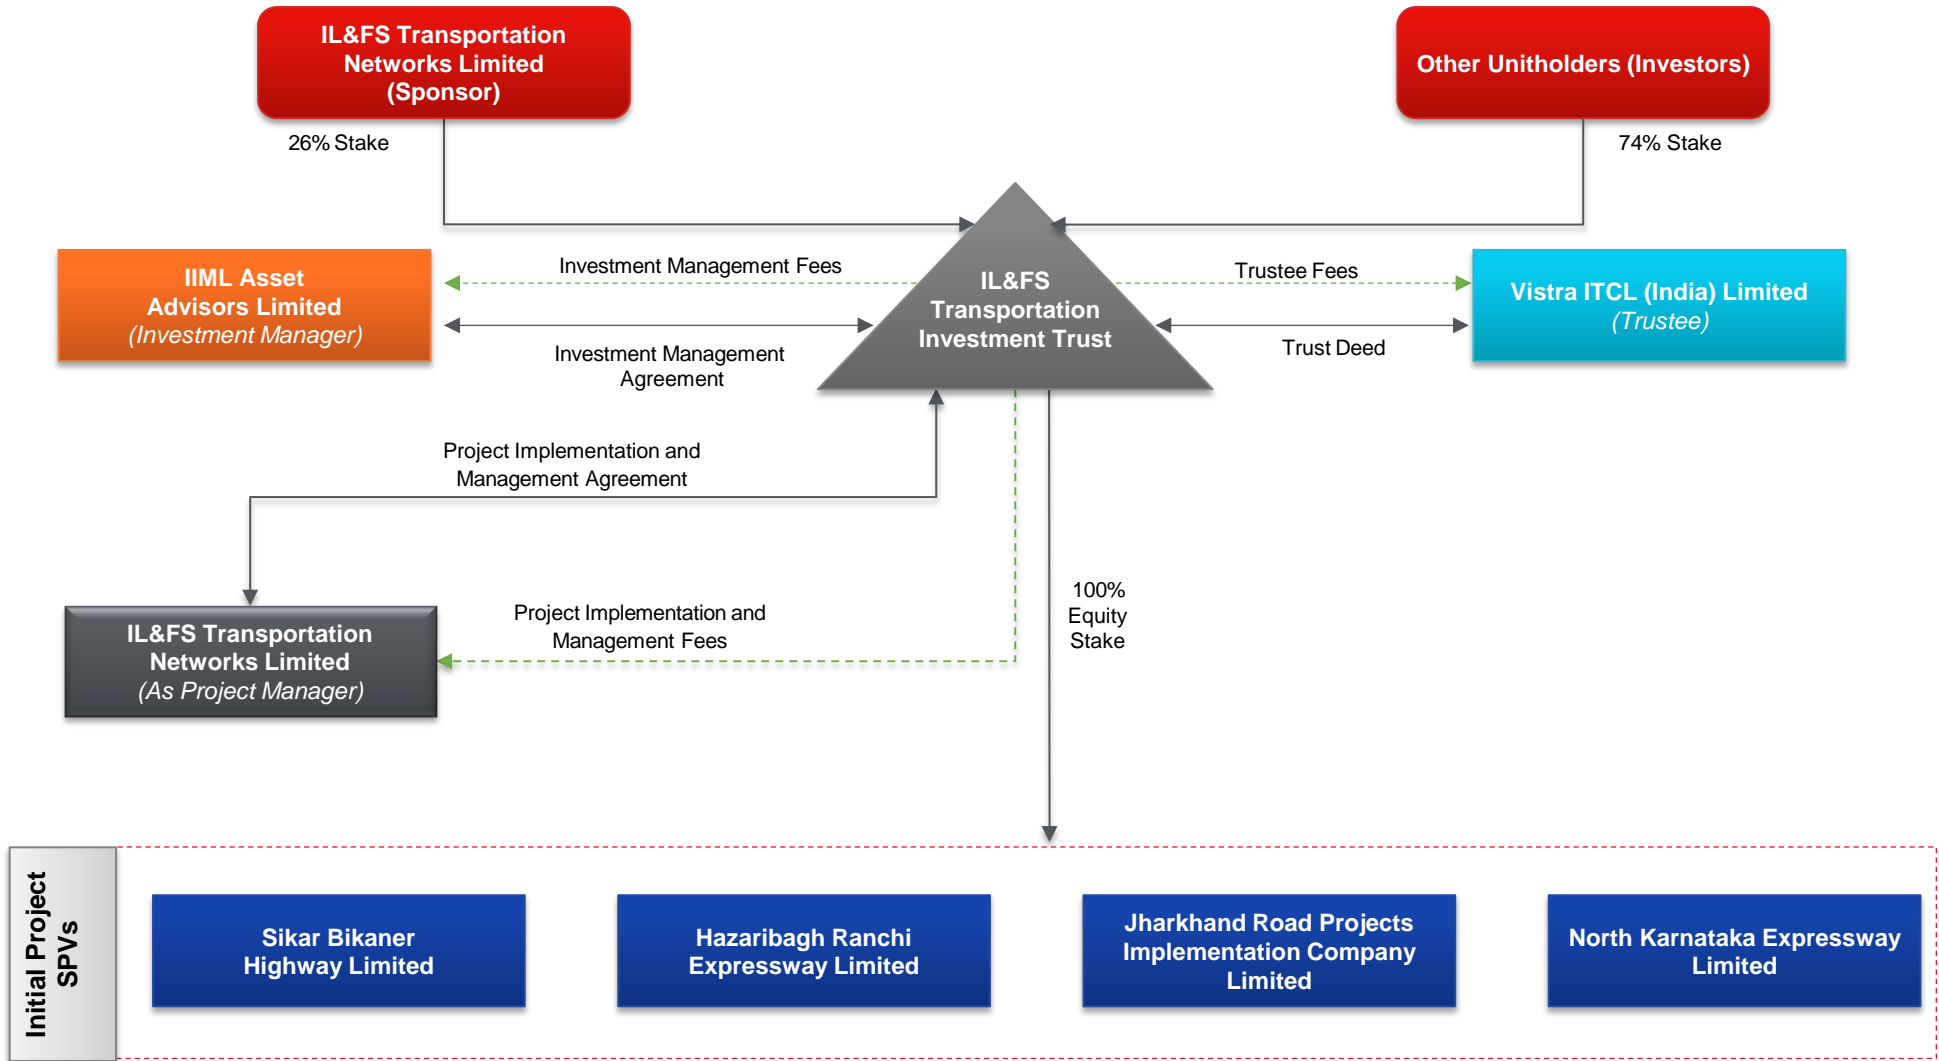 IL&FS Transportation
Networks Limited
(Sponsor)
Other Unitholders (Investors)
26% Stake
74% Stake
IIML Asset
Advisors Limited
(Investment Manager)
Investment Management Fees
Investment Management
Agreement
IL&FS
Transportation
Investment Trust
Trustee Fees
Trust Deed
Vistra ITCL (India) Limited
(Trustee)
Project Implementation and
Management Agreement
IL&FS Transportation
Networks Limited
(As Project Manager)
Project Implementation and
Management Fees
100%
Equity
Stake
Initial Project
SPVs
Sikar Bikaner
Highway Limited
Hazaribagh Ranchi
Expressway Limited
Jharkhand Road Projects
Implementation Company
Limited
North Karnataka Expressway
Limited